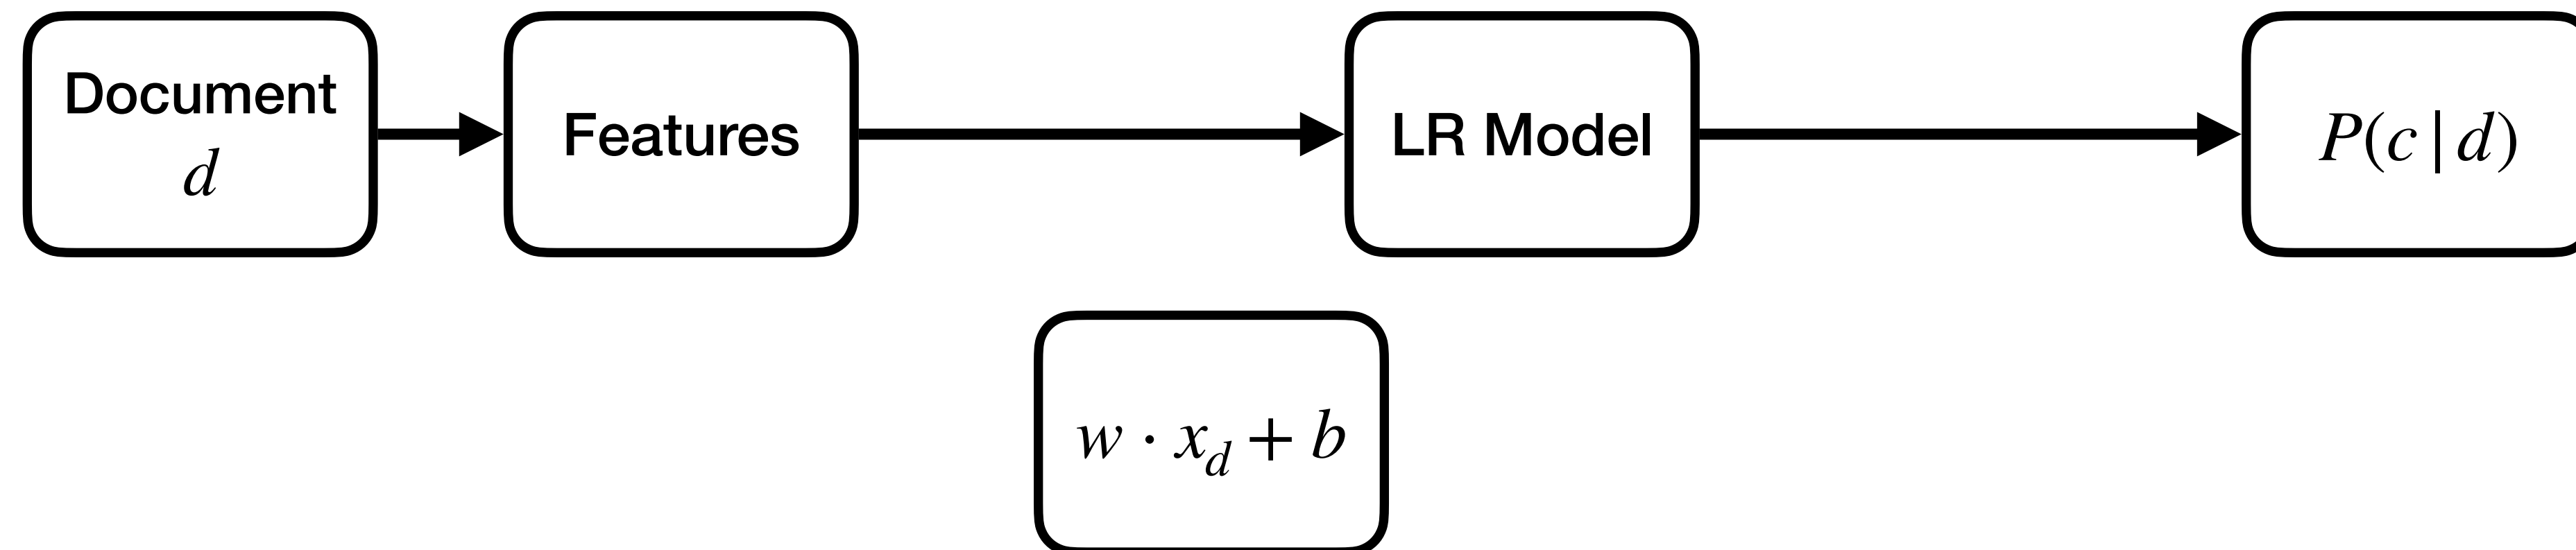 Document
d
Features
LR Model
P(c | d)
w · x_d + b